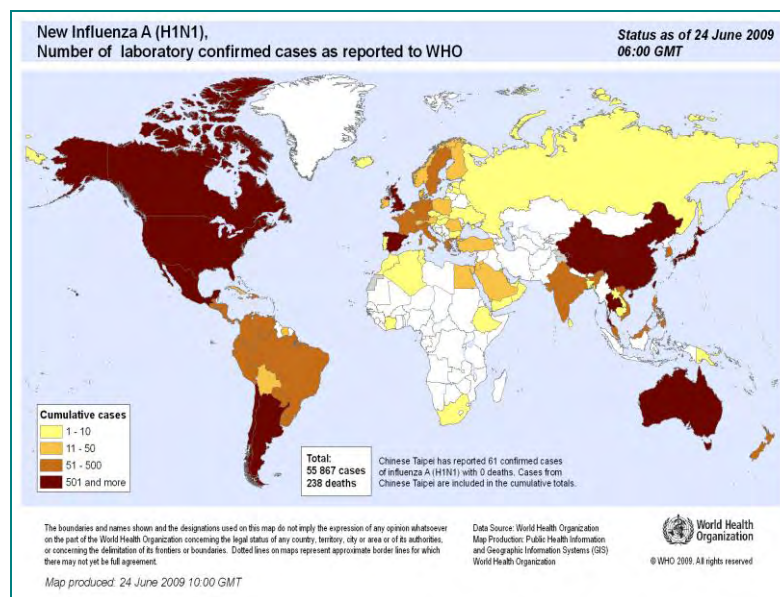 New Influenza A (H1N1),
Number of laboratory confirmed cases as reported to WHO
Status as of 24 June 2009
06:00 GMT
Cumulative cases
1 - 10
11 - 50
51 - 500
501 and more
Total:
55 867 cases
238 deaths
Chinese Taipei has reported 61 confirmed cases
of influenza A (H1N1) with 0 deaths. Cases from
Chinese Taipei are included in the cumulative totals.
The boundaries and names shown and the designations used on this map do not imply the expression of any opinion whatsoever
on the part of the World Health Organization concerning the legal status of any country, territory, city or area or of its authorities,
or concerning the delimitation of its frontiers or boundaries. Dotted lines on maps represent approximate border lines for which
there may not yet be full agreement.
Data Source: World Health Organization
Map Production: Public Health Information
and Geographic Information Systems (GIS)
World Health Organization
World Health
Organization
© WHO 2009. All rights reserved
Map produced: 24 June 2009 10:00 GMT